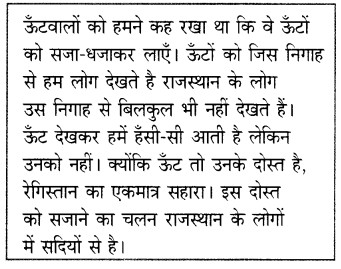 ऊँटवालों को हमने कह रखा था कि वे ऊँटों
को सजा-धजाकर लाएँ। ऊँटों को जिस निगाह
से हम लोग देखते है राजस्थान के लोग
उस निगाह से बिलकुल भी नहीं देखते हैं।
ऊँट देखकर हमें हँसी-सी आती है लेकिन
उनको नहीं। क्योंकि ऊँट तो उनके दोस्त है,
रेगिस्तान का एकमात्र सहारा। इस दोस्त
को सजाने का चलन राजस्थान के लोगों
में सदियों से है।